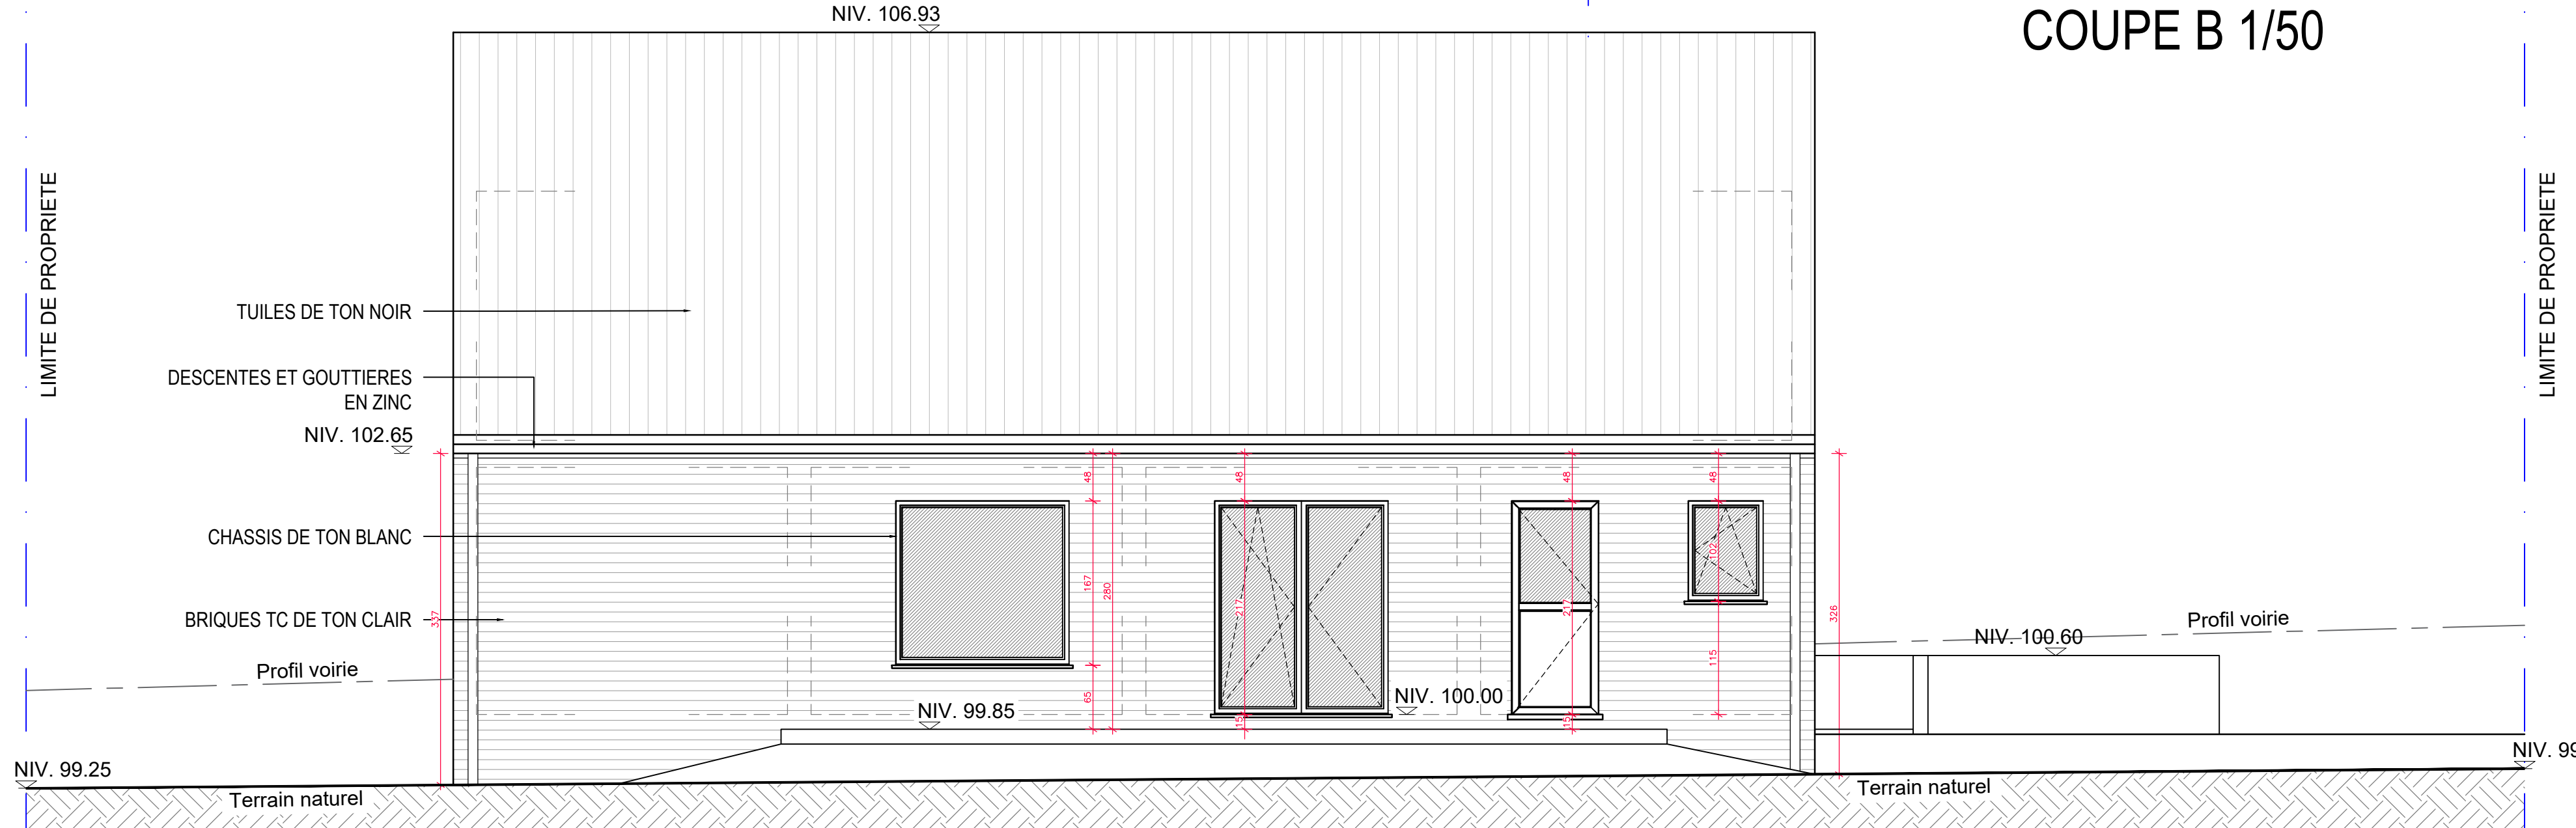 NIV. 106.93
COUPE B 1/50
LIMITE DE PROPRIETE
LIMITE DE PROPRIETE
TUILES DE TON NOIR
DESCENTES ET GOUTTIERES
EN ZINC
NIV. 102.65
48
48
48
48
CHASSIS DE TON BLANC
102
167
280
217
217
BRIQUES TC DE TON CLAIR
337
326
Profil voirie
NIV. 100.60
115
Profil voirie
65
NIV. 100.00
NIV. 99.85
15
15
NIV. 99.25
NIV. 99
Terrain naturel
Terrain naturel